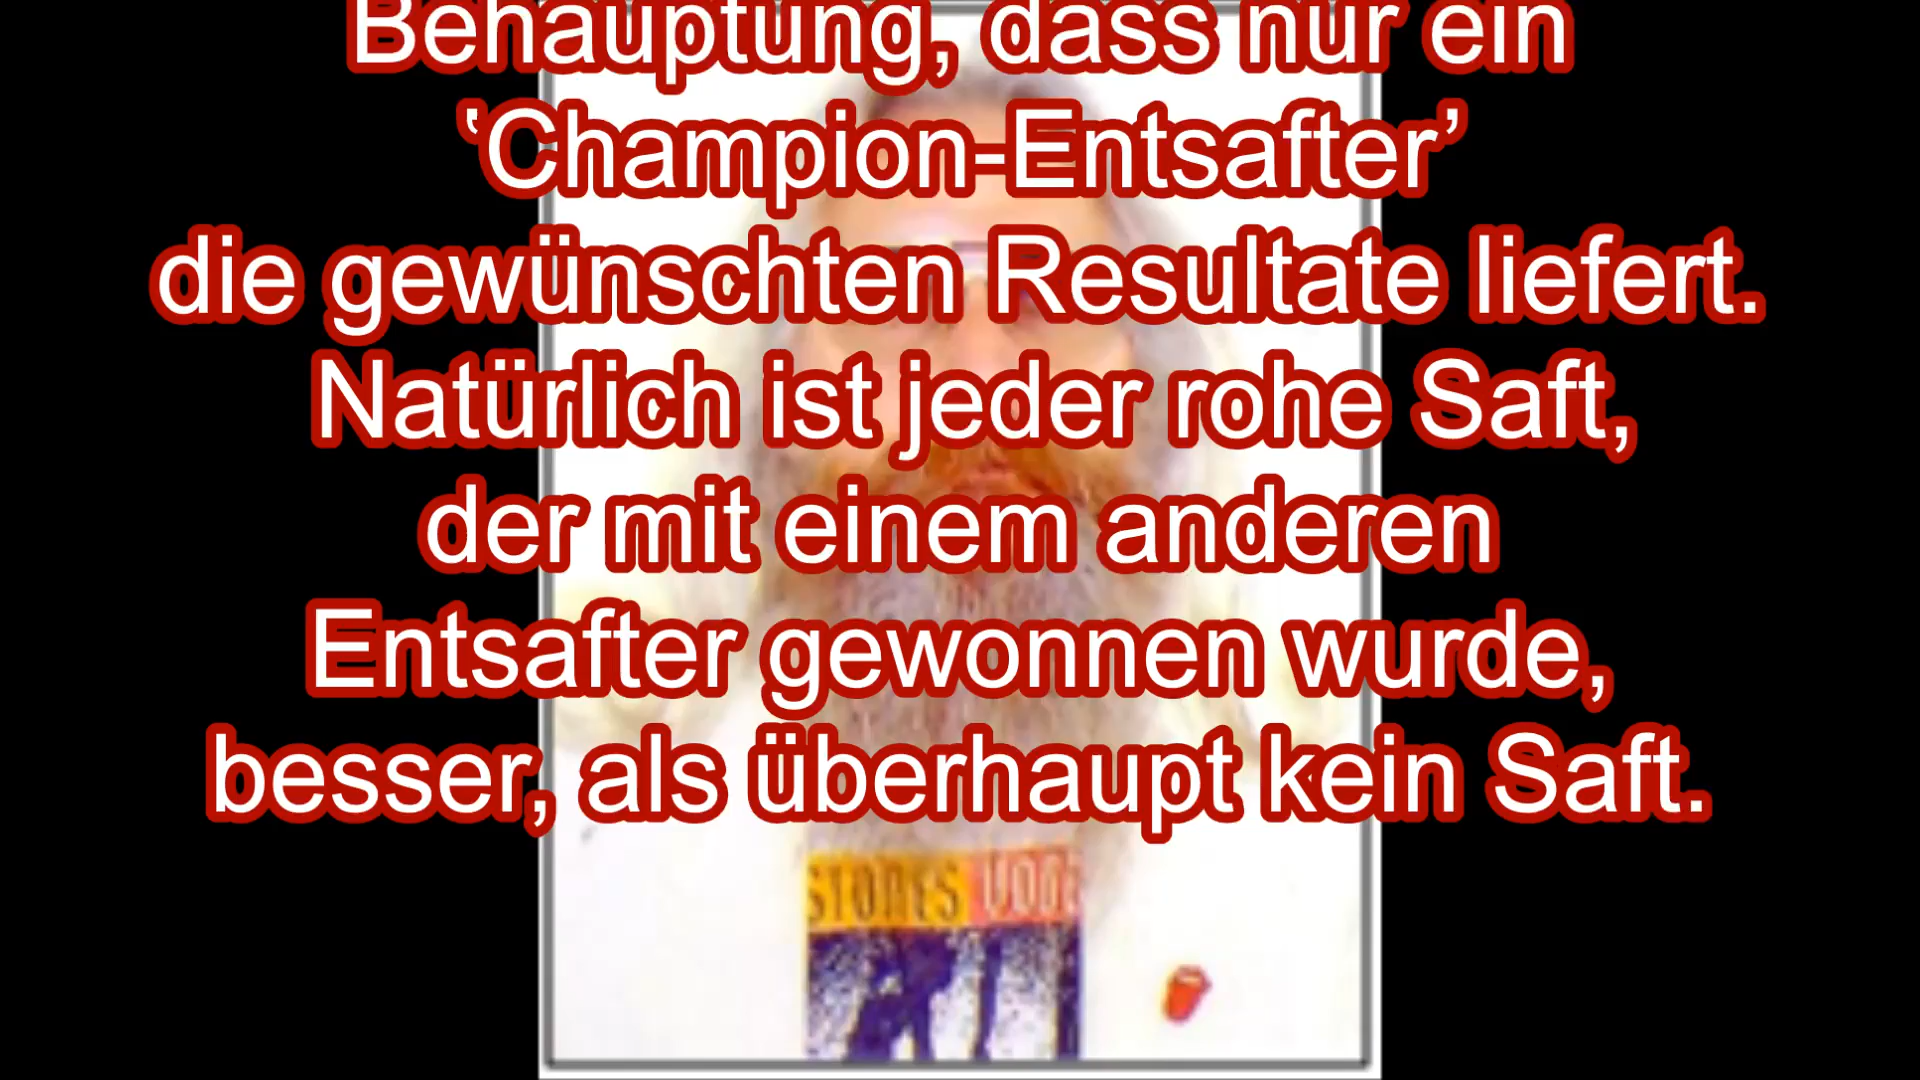 Behauptung, dass nur ein
‘Champion-Entsafter’
die gewünschten Resultate liefert.
Natürlich ist jeder rohe Saft,
der mit einem anderen
Entsafter gewonnen wurde,
besser, als überhaupt kein Saft.
STONES